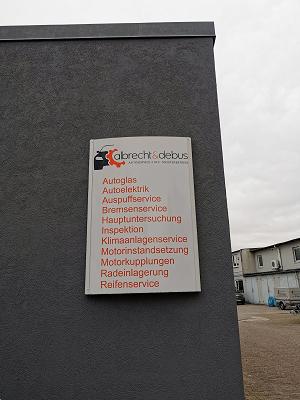 albrecht&debus
Autoglas
Autoelektrik
Auspuffservice
Bremsenservice
Hauptuntersuchung
Inspektion
Klimaanlagenservice
Motorinstandsetzung
Motorkupplungen
Radeinlagerung
Reifenservice